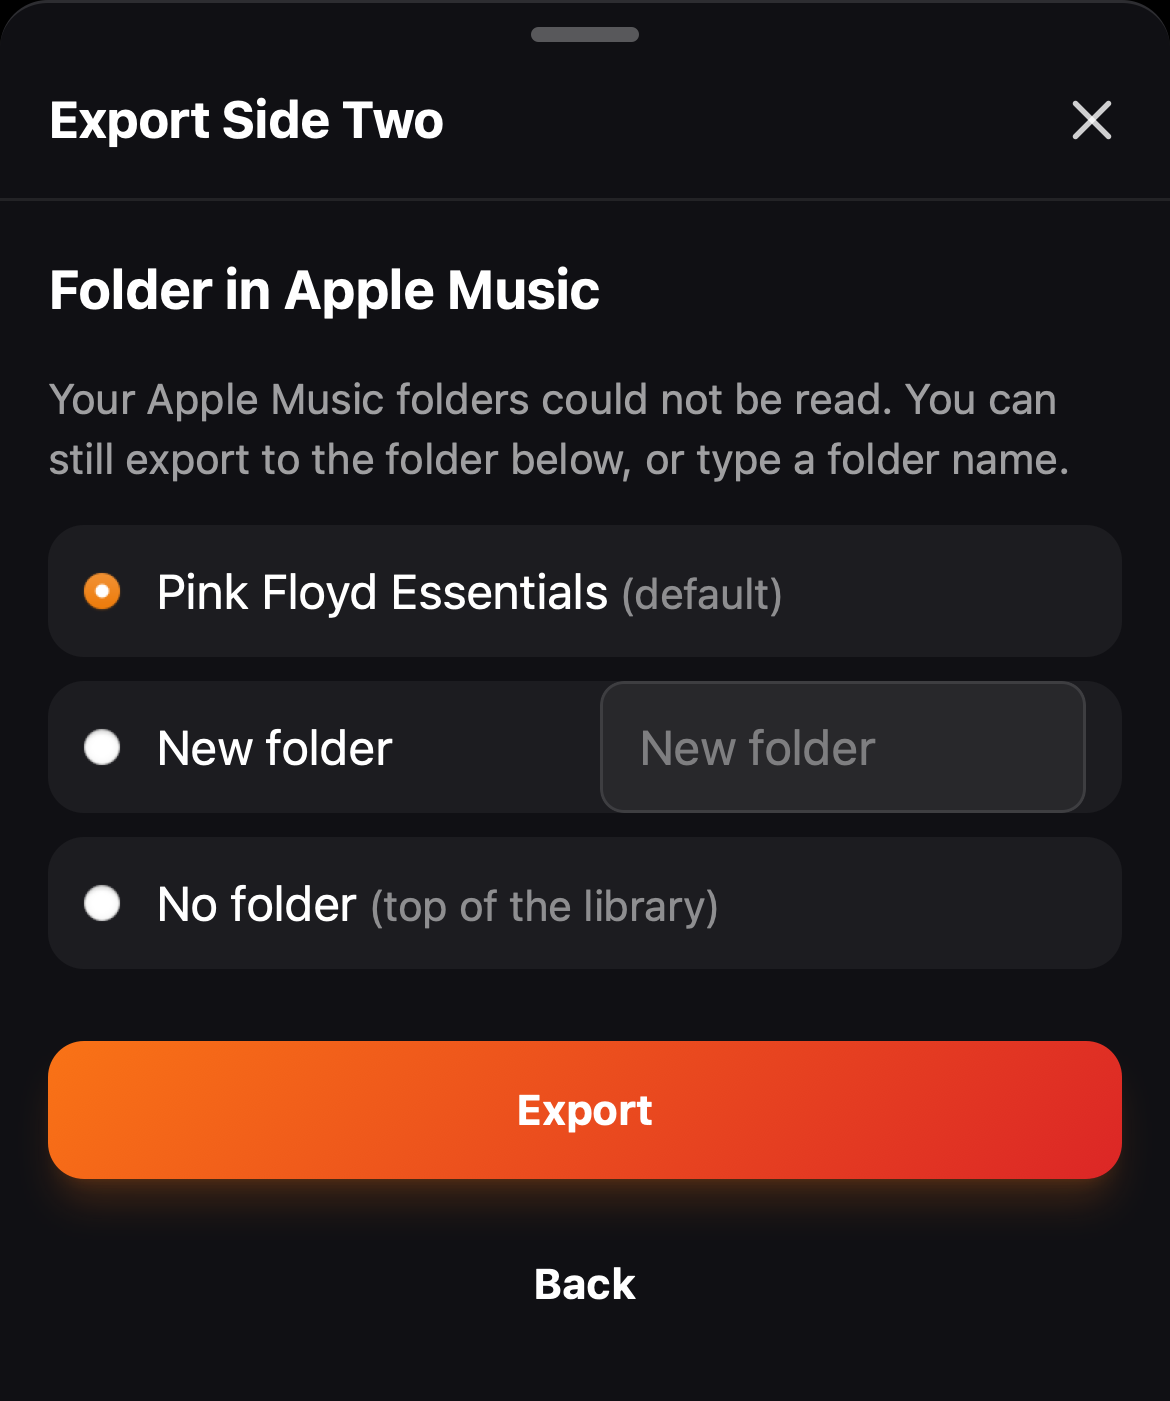 Export Side Two
Folder in Apple Music
Your Apple Music folders could not be read. You can
still export to the folder below, or type a folder name.
Pink Floyd Essentials (default)
New folder New folder
No folder (top of the library)
Export
Back